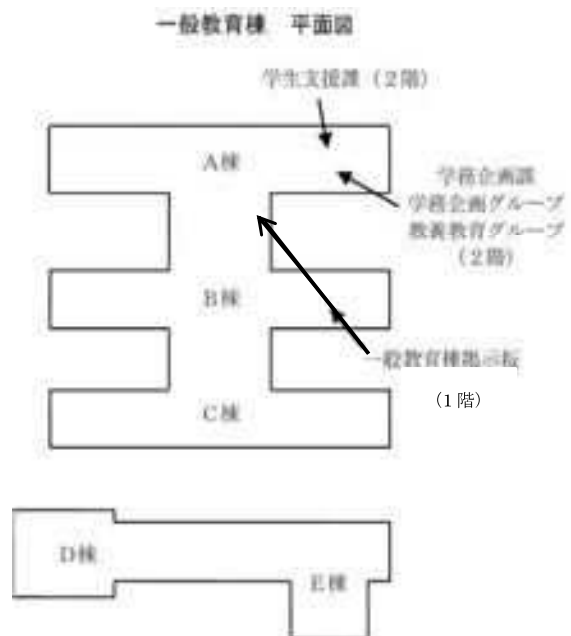 一般教育棟 平面図
学生支援課(2階)
A棟
学務企画課
学務企画グループ
教養教育グループ
(2階)
B棟
一般教育棟掲示板
(1階)
C棟
D棟
E棟